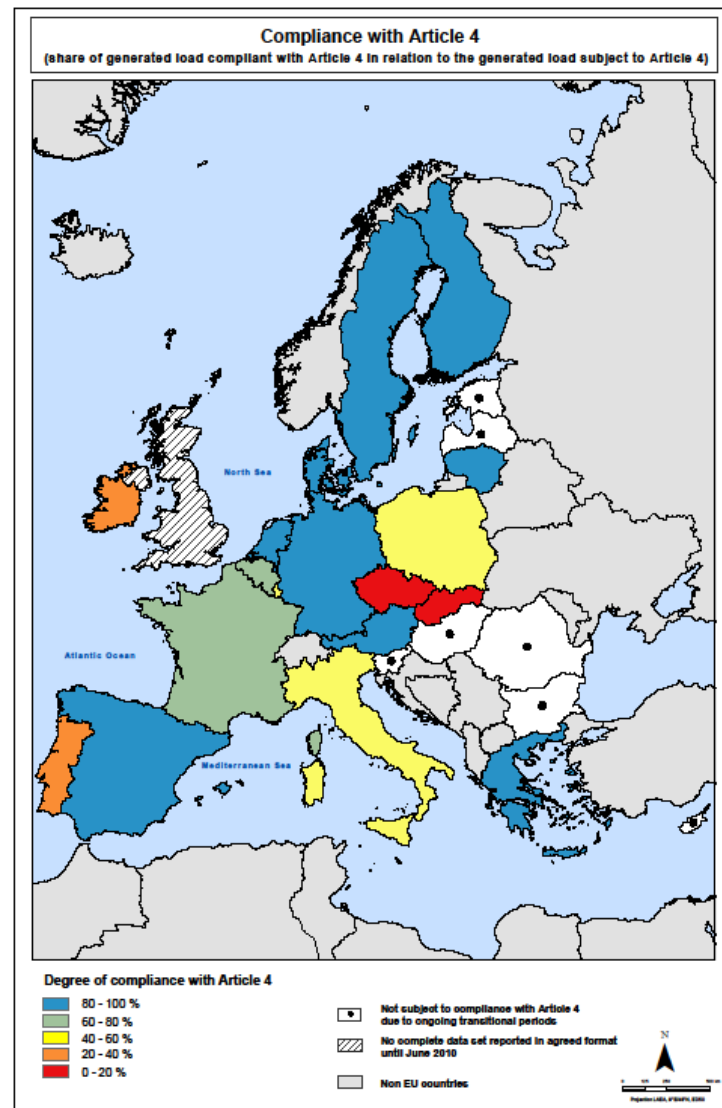 Compliance with Article 4
(share of generated load compliant with Article 4 in relation to the generated load subject to Article 4)
North Sea
Atlantic Ocean
Mediterranean Sea
Degree of compliance with Article 4
80 - 100 %
60 - 80 %
40 - 60 %
20 - 40 %
0 - 20 %
Not subject to compliance with Article 4
due to ongoing transitional periods
No complete data set reported in agreed format
until June 2010
Non EU countries
N